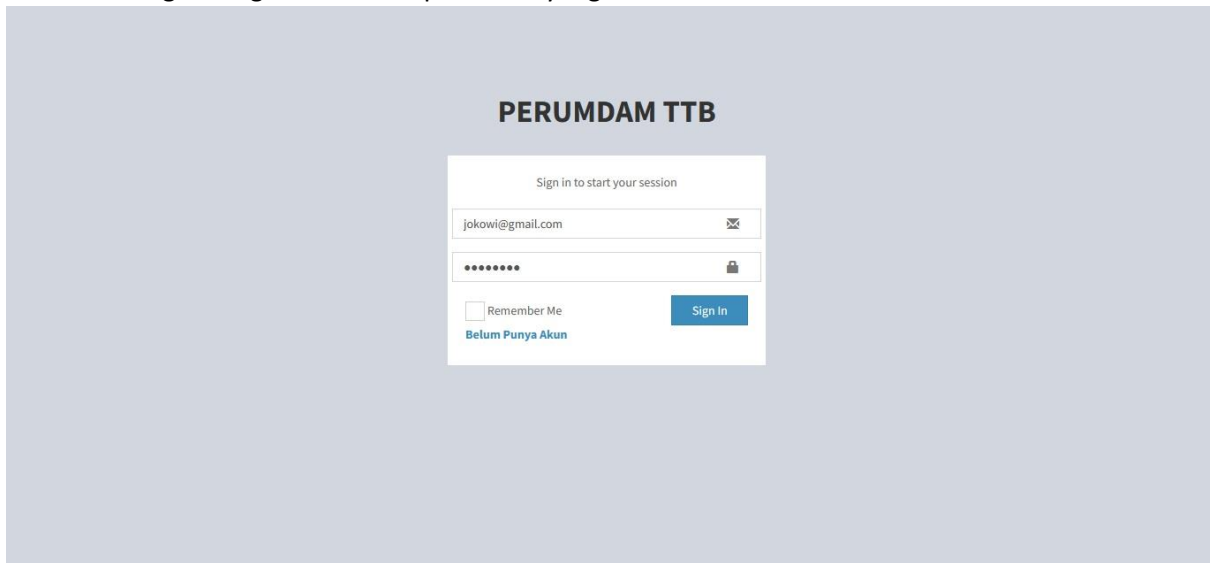 PERUMDAM TTB
Sign in to start your session
jokowi@gmail.com
••••••••
Remember Me
Sign In
Belum Punya Akun